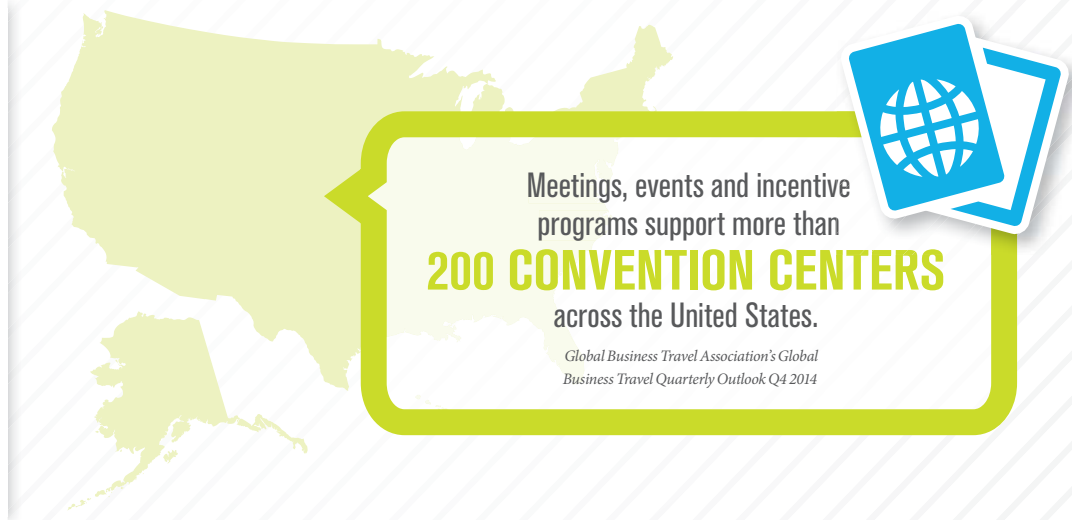 Meetings, events and incentive
programs support more than
200 CONVENTION CENTERS
across the United States.
Global Business Travel Association’s Global
Business Travel Quarterly Outlook Q4 2014